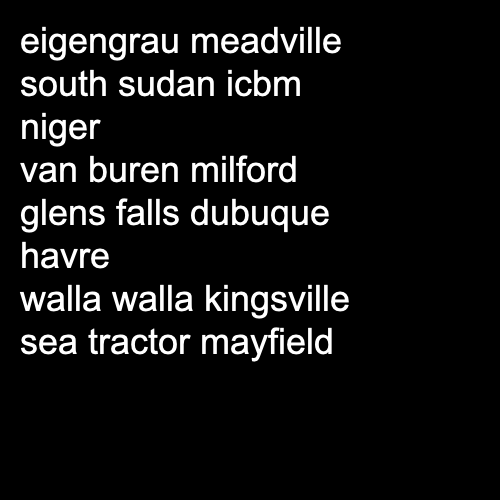 eigengrau meadville
south sudan icbm
niger
van buren milford
glens falls dubuque
havre
walla walla kingsville
sea tractor mayfield